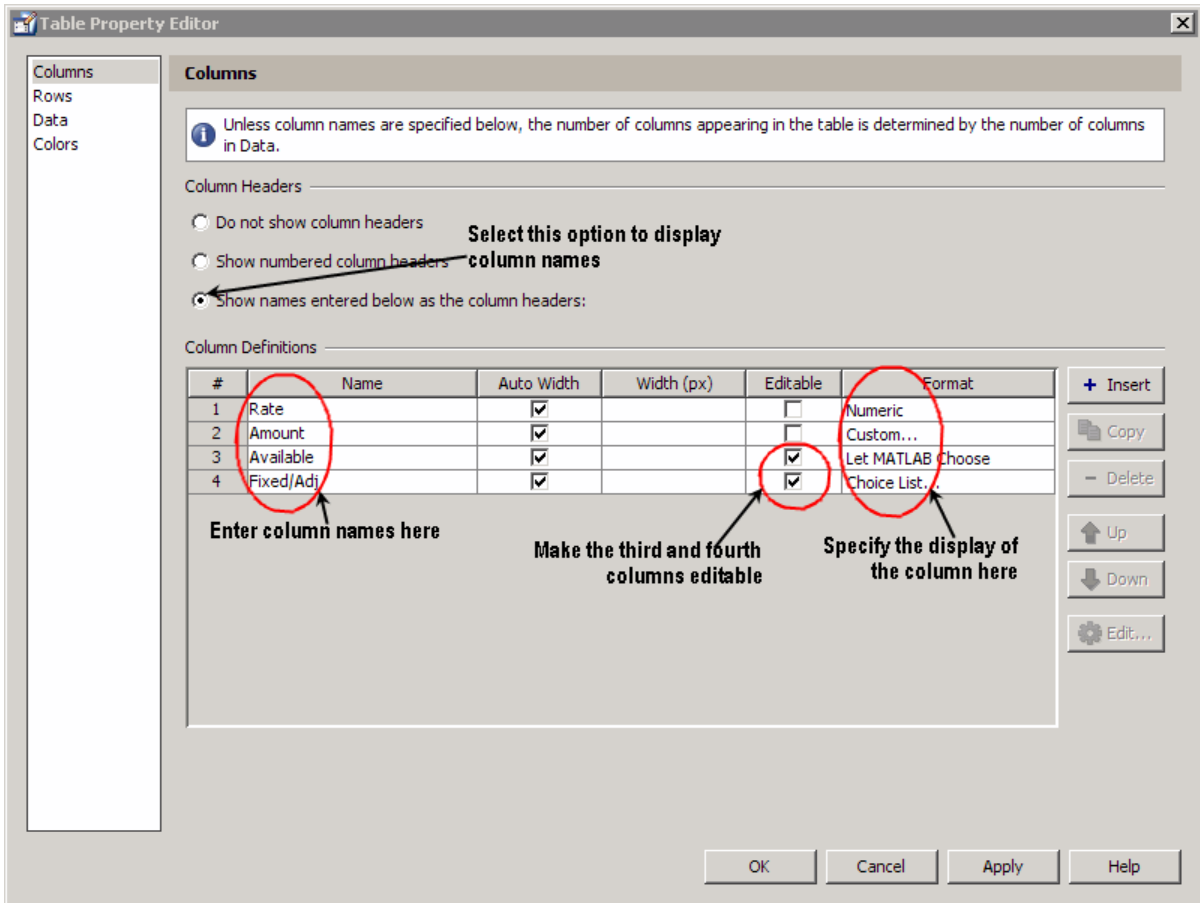 Table Property Editor
Columns
Rows
Data
Colors
Columns
Unless column names are specified below, the number of columns appearing in the table is determined by the number of columns
in Data.
Column Headers
Do not show column headers
Select this option to display
column names
Show numbered column headers
Show names entered below as the column headers:
Column Definitions
# Name Auto Width Width (px) Editable Format
1 Rate Numeric
2 Amount Custom...
3 Available Let MATLAB Choose
4 Fixed/Adj Choice List...
Enter column names here
Make the third and fourth
columns editable
Specify the display of
the column here
+ Insert
Copy
- Delete
Up
Down
Edit...
OK Cancel Apply Help